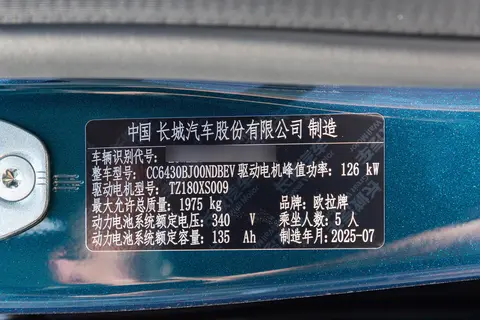 中国 长城汽车股份有限公司 制造
车辆识别代号:
整车型号: CC6430BJ00NDBEV 驱动电机峰值功率: 126 kW
驱动电机型号: TZ180XS009
最大允许总质量: 1975 kg 品牌: 欧拉牌
动力电池系统额定电压: 340 V 乘坐人数: 5 人
动力电池系统额定容量: 135 Ah 制造年月: 2025-07